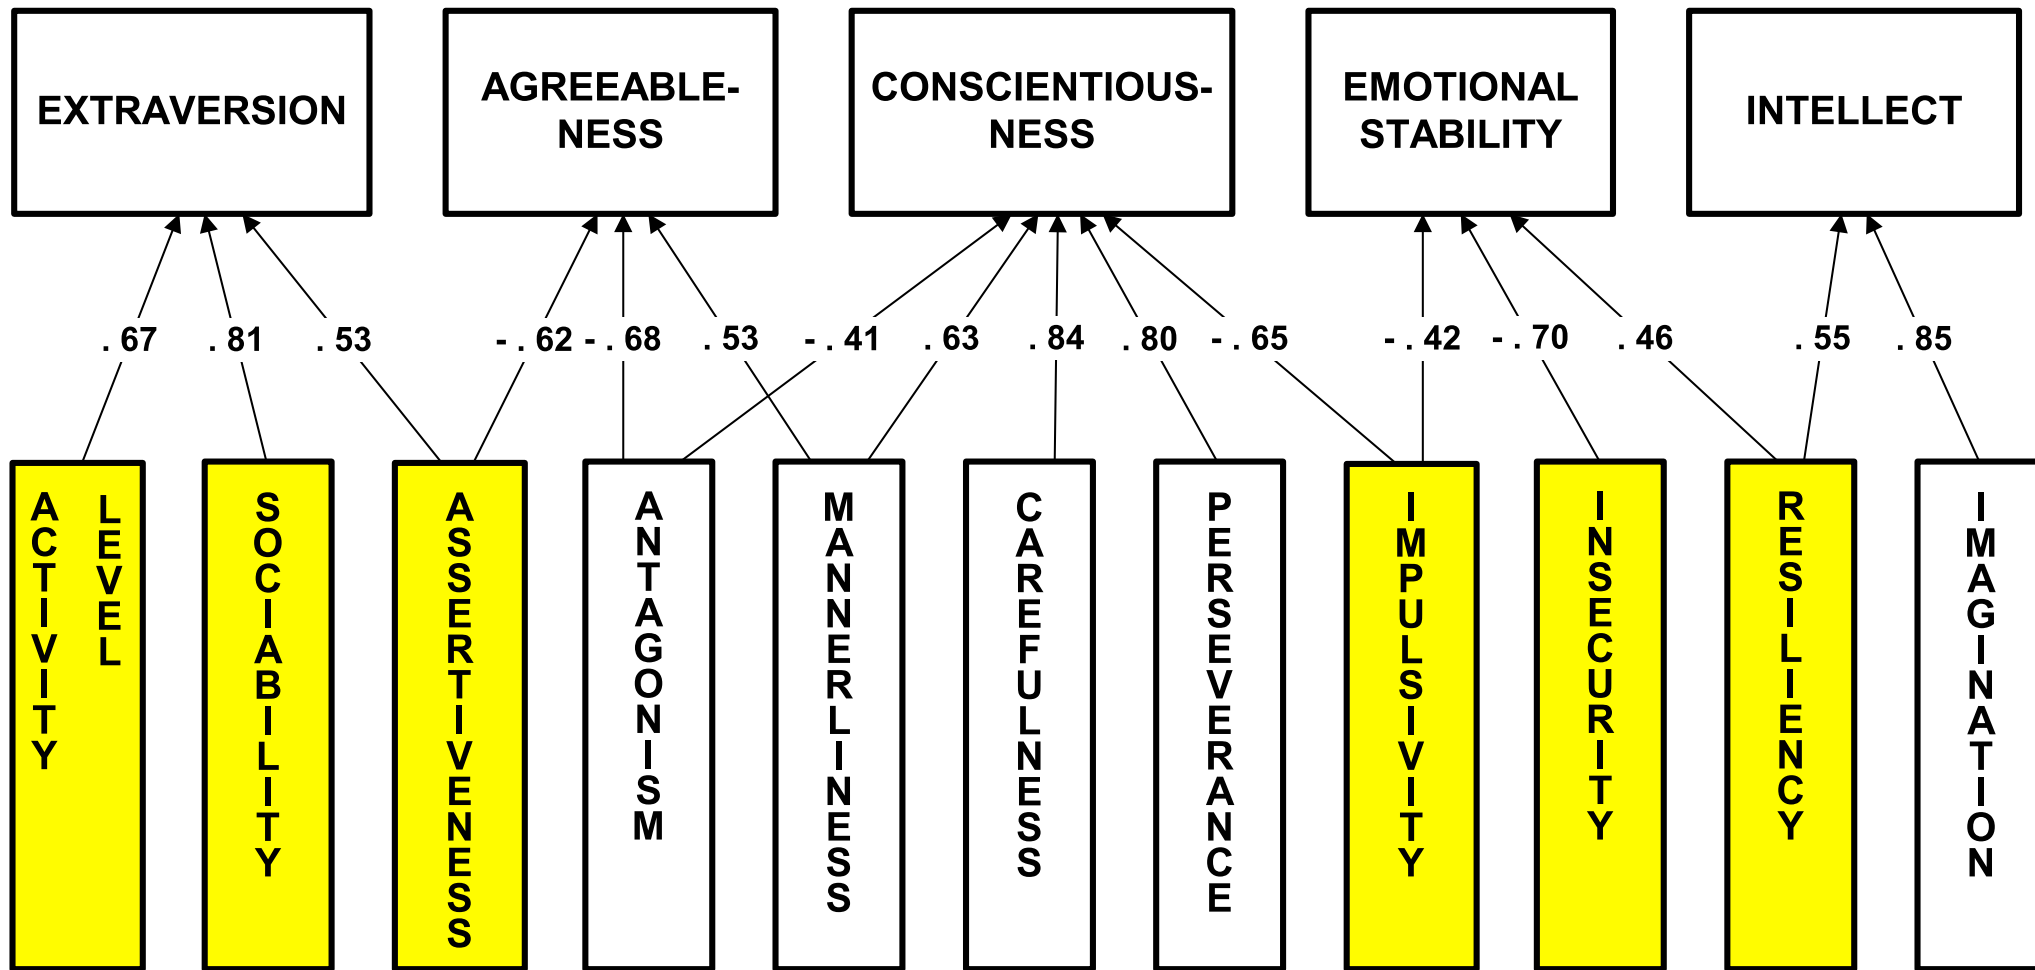 EXTRAVERSION
AGREEABLE-
NESS
CONSCIENTIOUS-
NESS
EMOTIONAL
STABILITY
INTELLECT
. 67
. 81
. 53
- . 62
- . 68
. 53
- . 41
. 63
. 84
. 80
- . 65
- . 42
- . 70
. 46
. 55
. 85
ACTIVITY
LEVEL
SOCIABILITY
ASSERTIVENESS
ANTAGONISM
MANNERLINESS
CAREFULNESS
PERSEVERANCE
IMPULSIVITY
INSECURITY
RESILIENCY
IMAGINATION